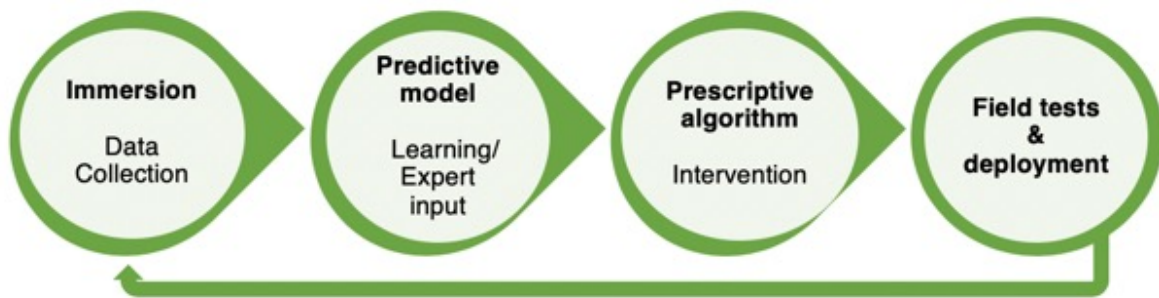 Immersion
Data
Collection
Predictive
model
Learning/
Expert
input
Prescriptive
algorithm
Intervention
Field tests
&
deployment